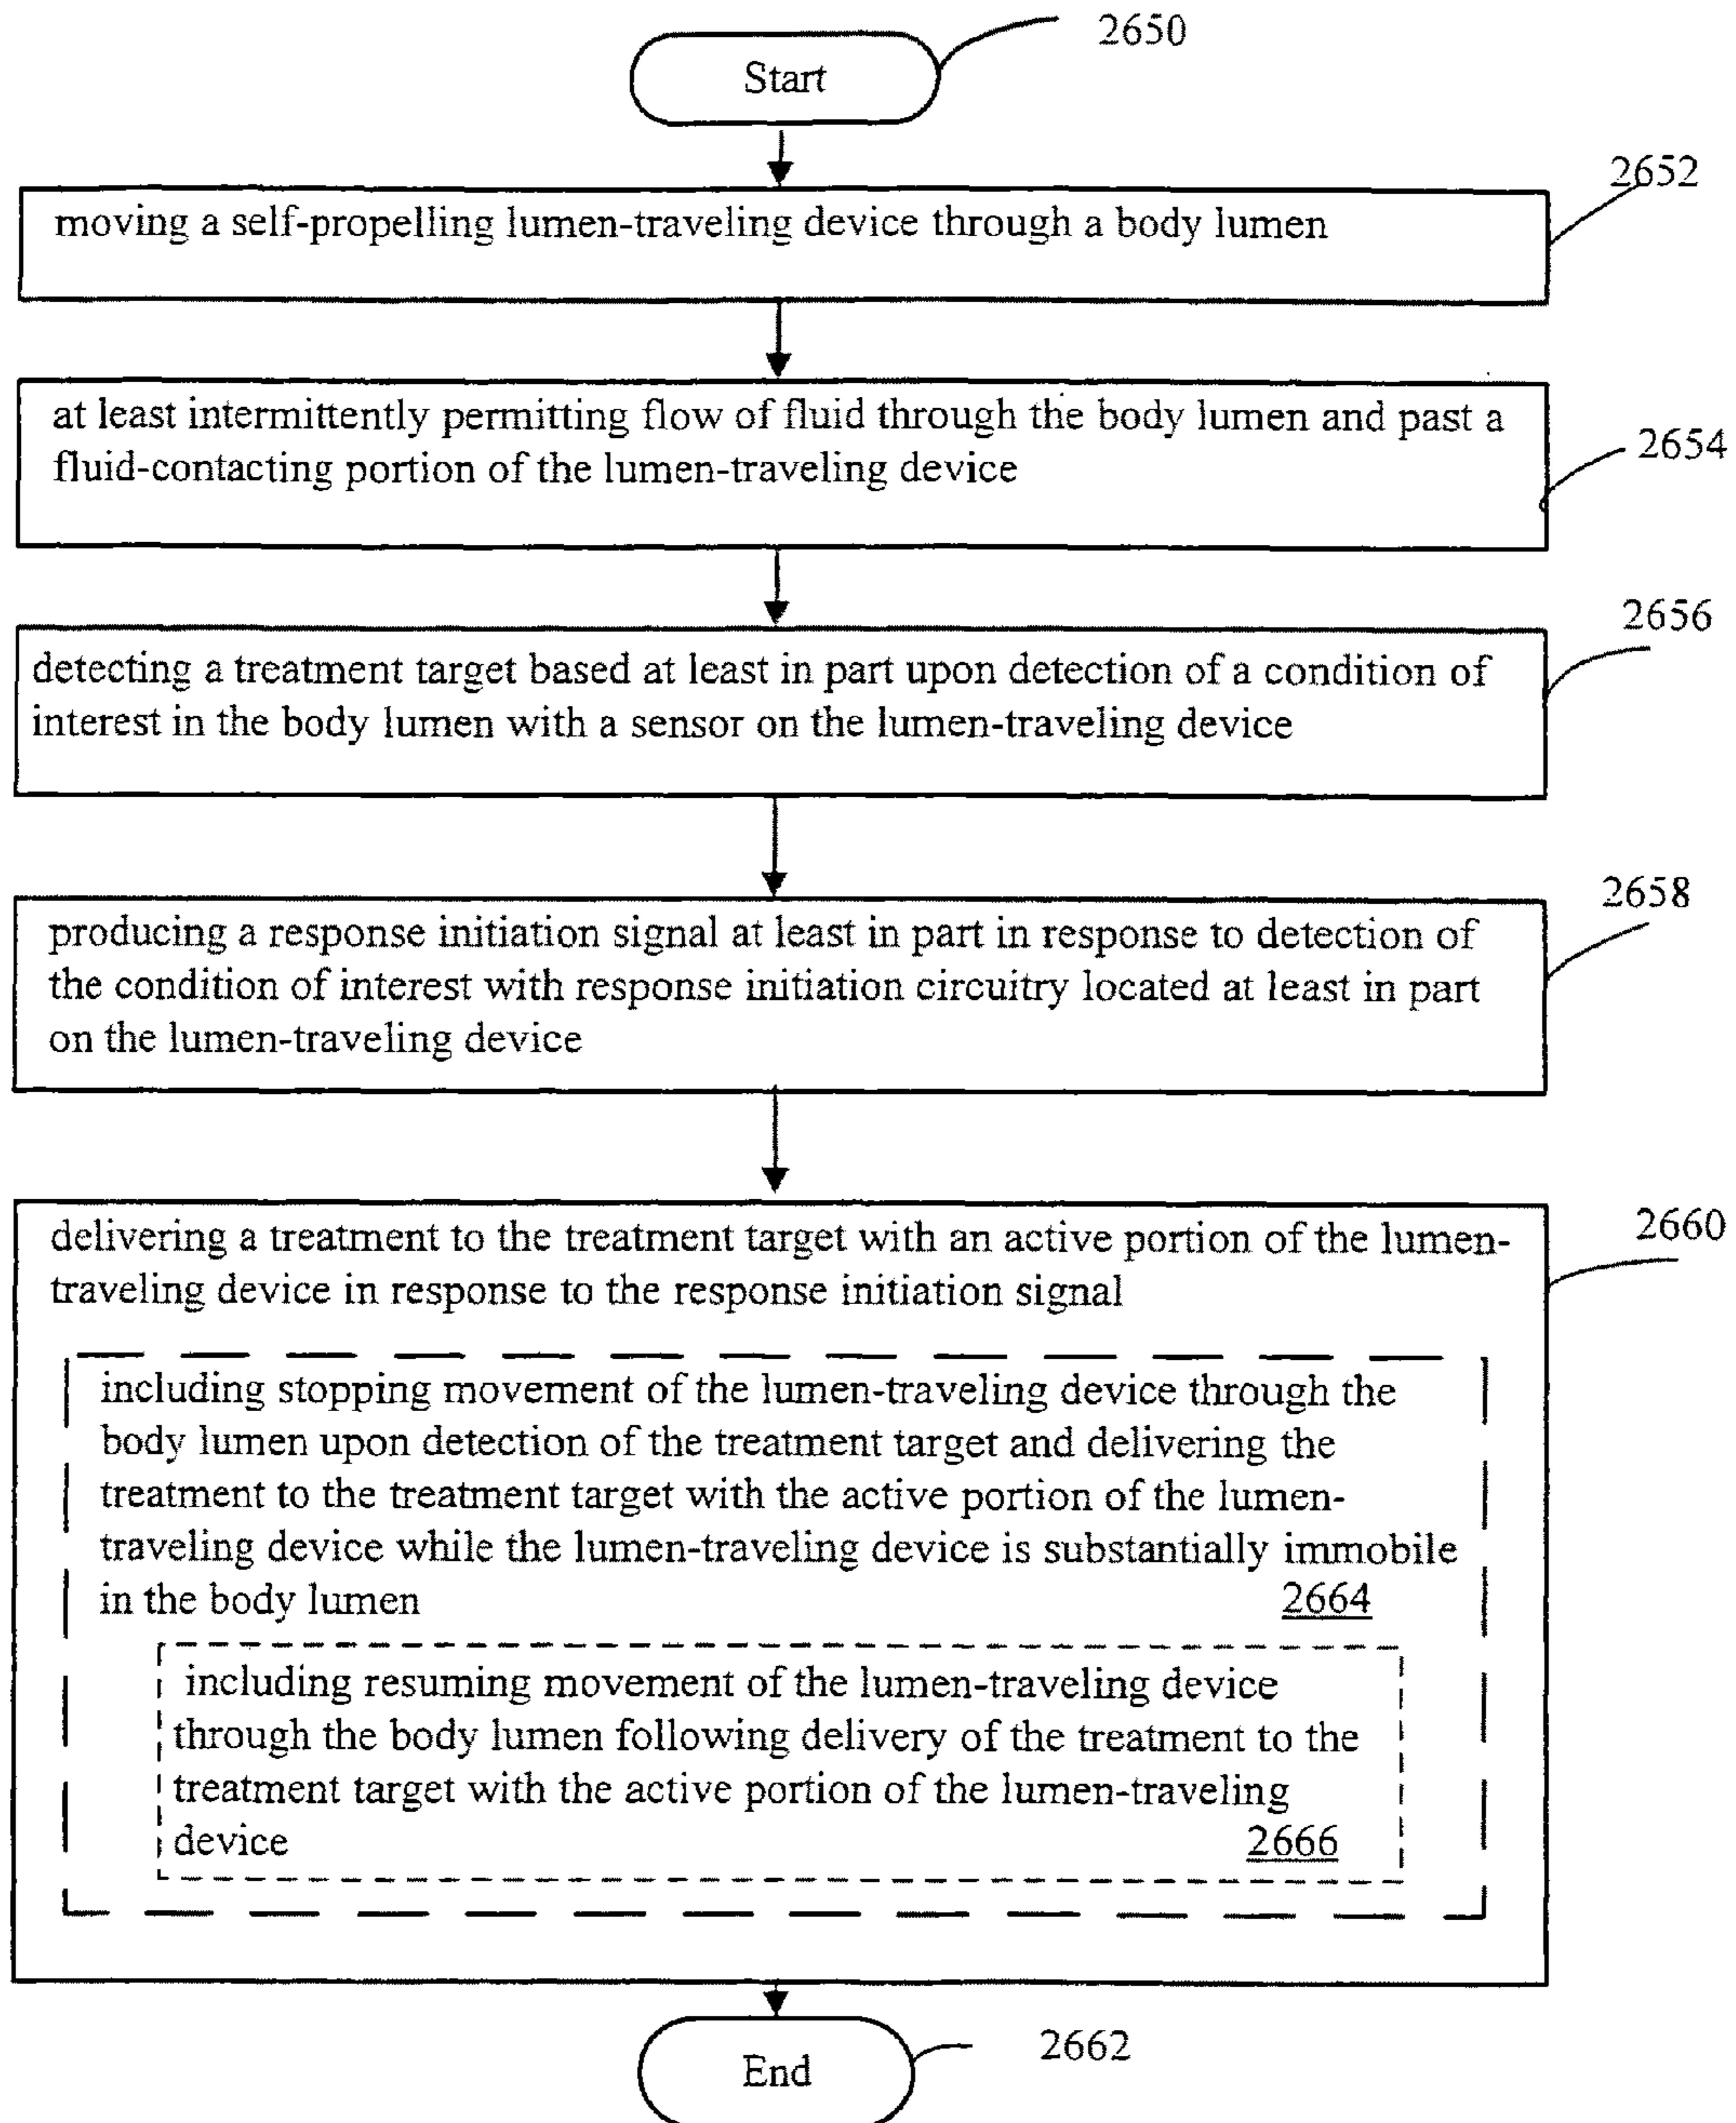 2650
Start
2652
moving a self-propelling lumen-traveling device through a body lumen
at least intermittently permitting flow of fluid through the body lumen and past a
fluid-contacting portion of the lumen-traveling device
2654
2656
detecting a treatment target based at least in part upon detection of a condition of
interest in the body lumen with a sensor on the lumen-traveling device
2658
producing a response initiation signal at least in part in response to detection of
the condition of interest with response initiation circuitry located at least in part
on the lumen-traveling device
2660
delivering a treatment to the treatment target with an active portion of the lumen-
traveling device in response to the response initiation signal
including stopping movement of the lumen-traveling device through the
body lumen upon detection of the treatment target and delivering the
treatment to the treatment target with the active portion of the lumen-
traveling device while the lumen-traveling device is substantially immobile
in the body lumen 2664
including resuming movement of the lumen-traveling device
through the body lumen following delivery of the treatment to the
treatment target with the active portion of the lumen-traveling
device 2666
End
2662